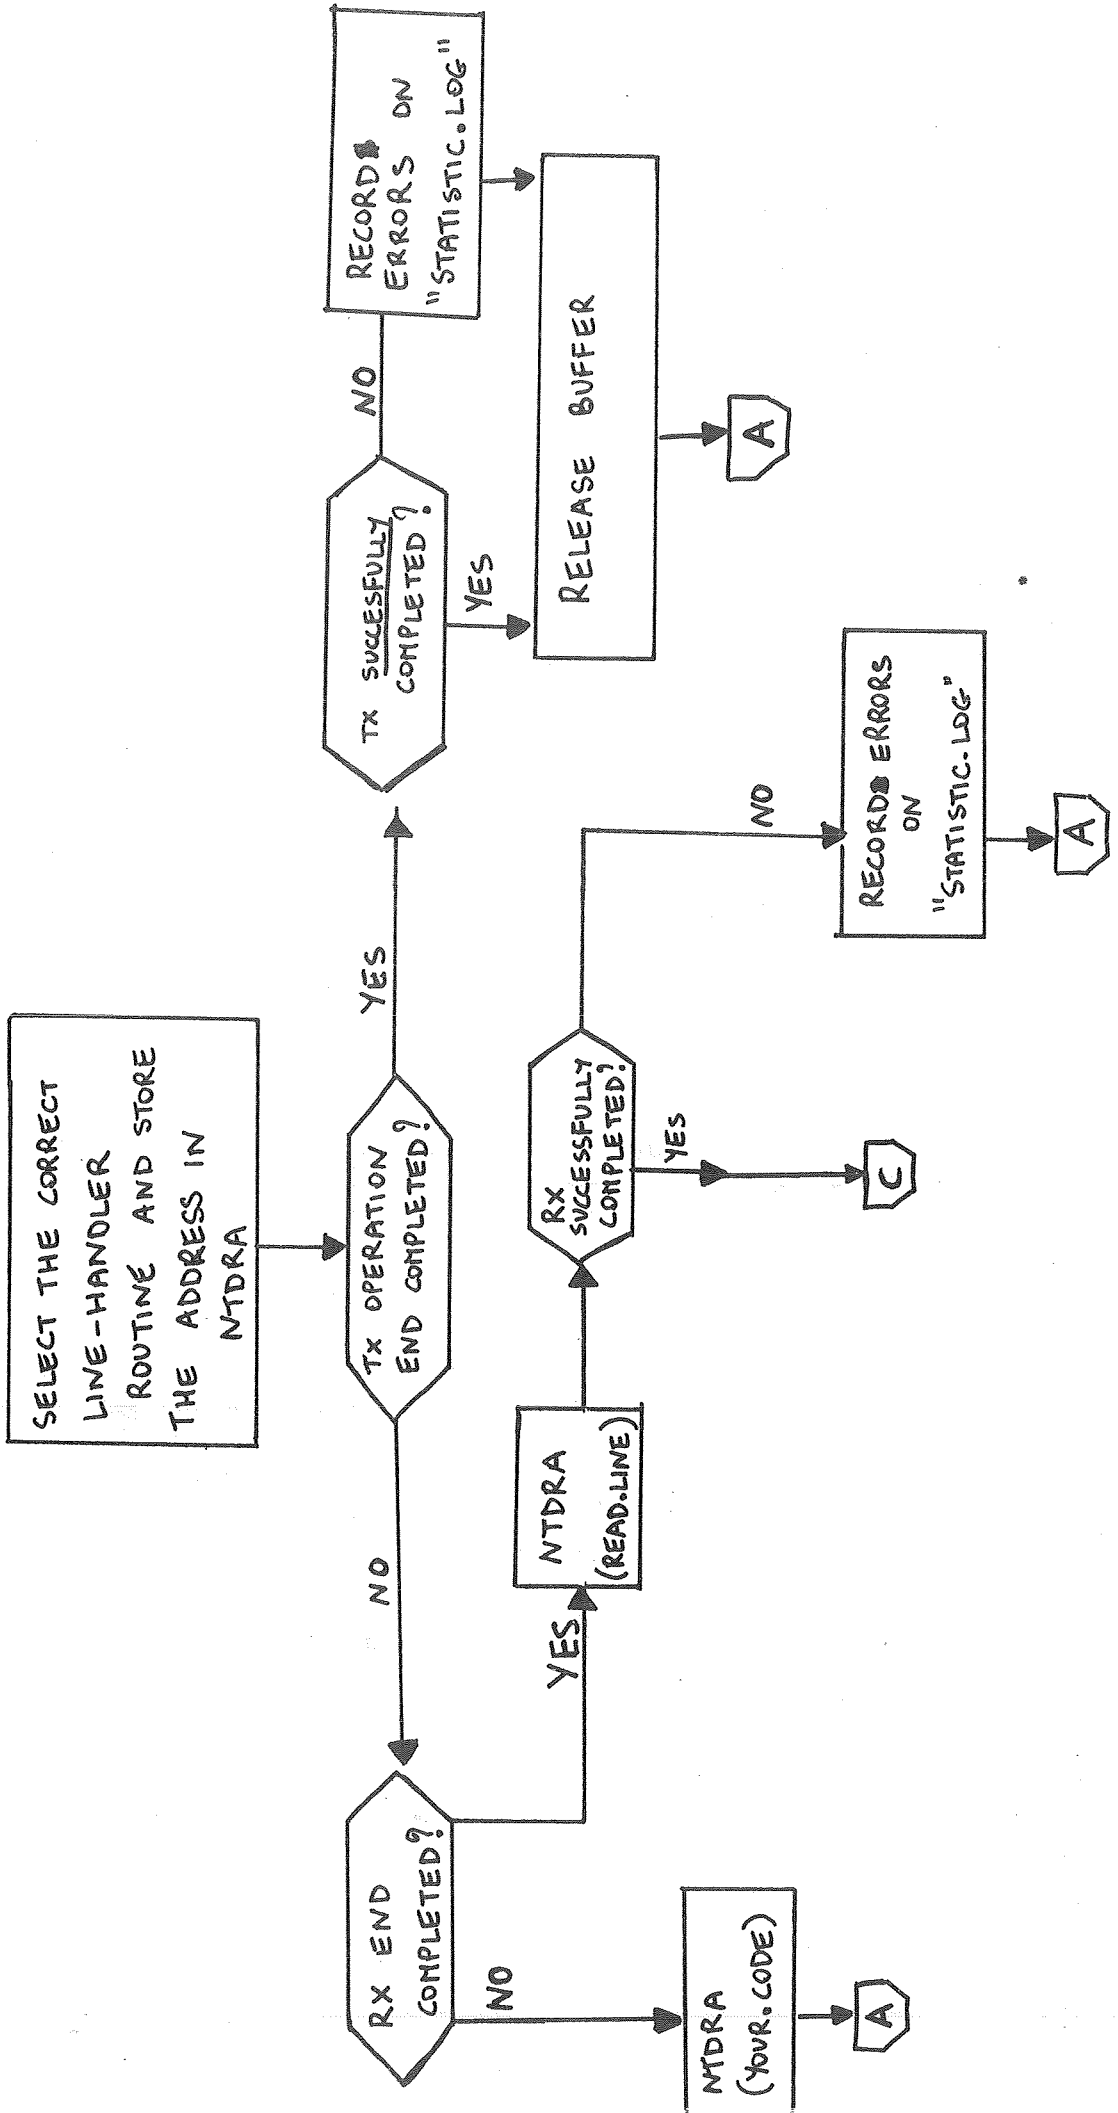 SELECT THE CORRECT
LINE-HANDLER
ROUTINE AND STORE
THE ADDRESS IN
NTDRA
TX OPERATION
END COMPLETED?
NO
YES
RX END
COMPLETED?
NO
YES
NTDRA
(YOUR.CODE)
A
NTDRA
(READ.LINE)
RX
SUCCESSFULLY
COMPLETED?
YES
C
NO
RECORD ERRORS
ON
"STATISTIC.LOG"
A
TX SUCCESFULLY
COMPLETED?
YES
NO
RECORD
ERRORS ON
"STATISTIC.LOG"
RELEASE BUFFER
A